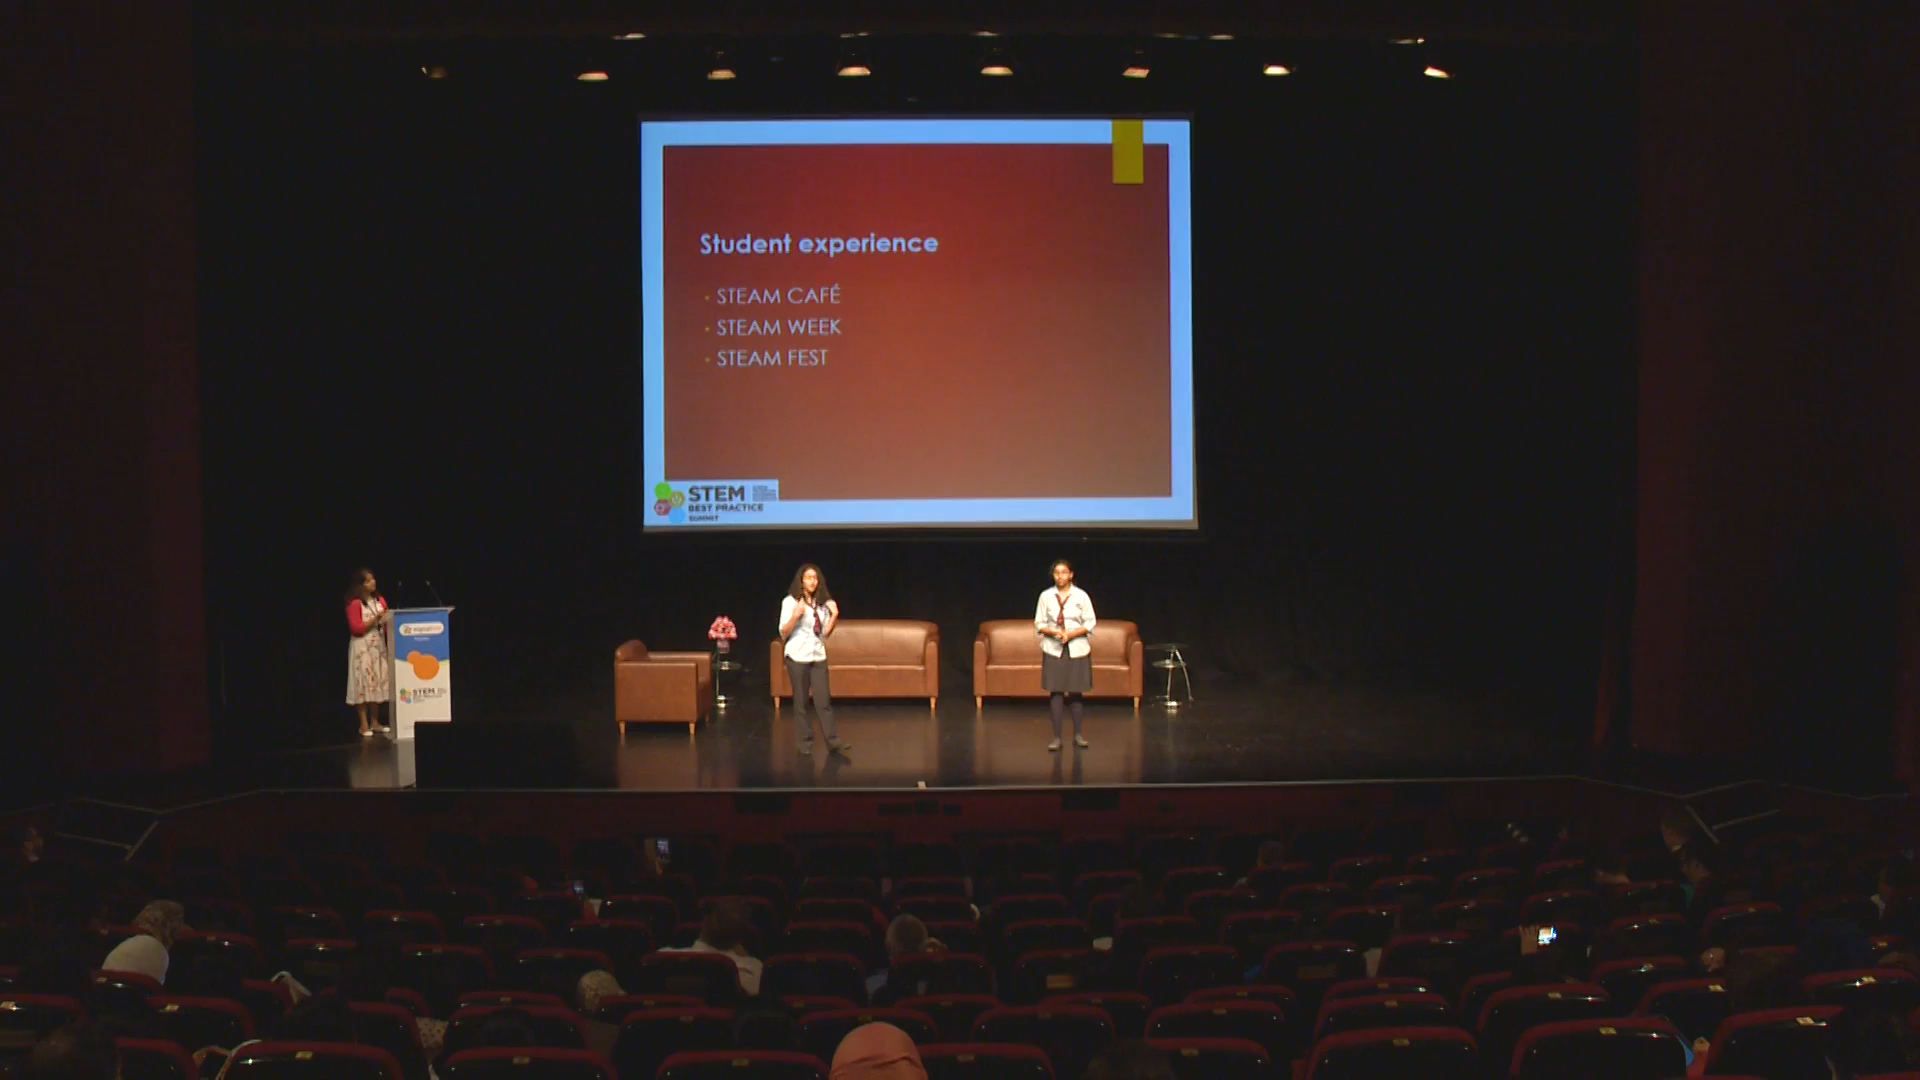 Student experience
• STEAM CAFÉ
• STEAM WEEK
• STEAM FEST
STEM
BEST PRACTICE
SUMMIT
STEM